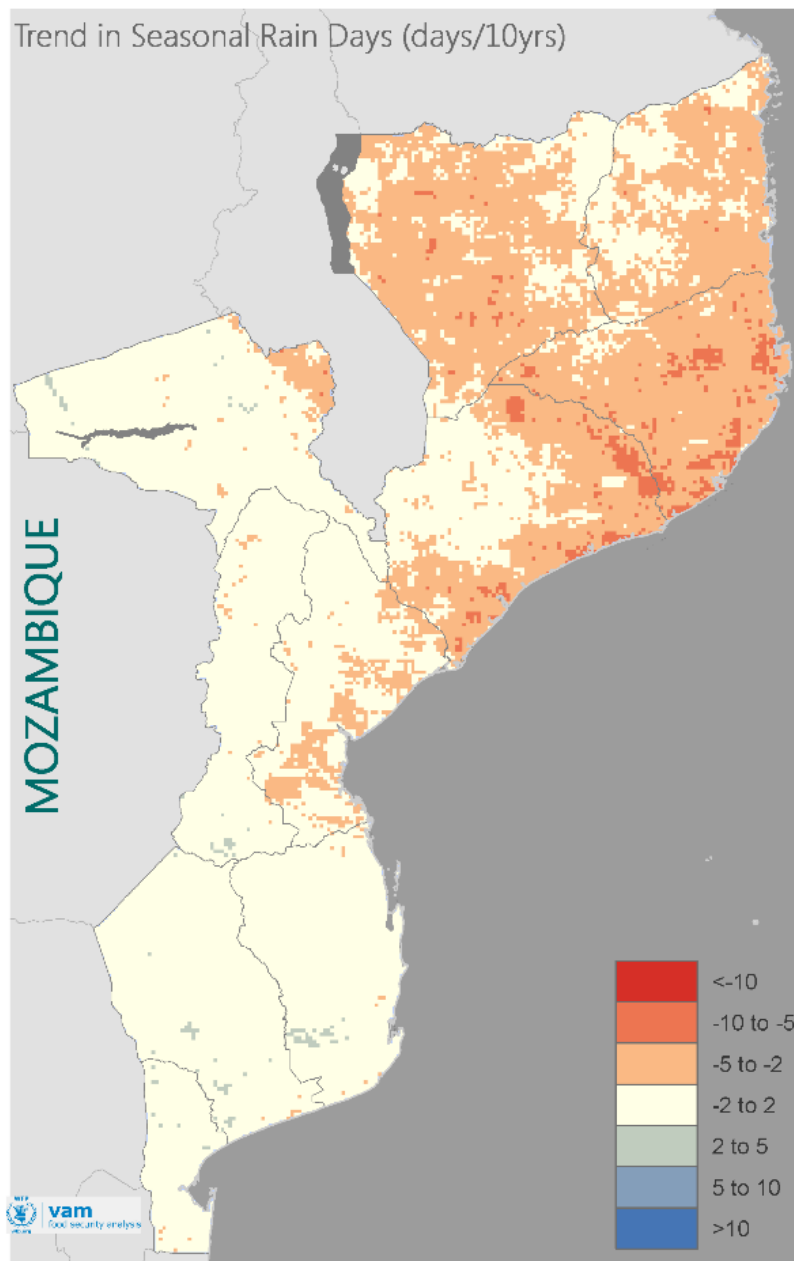 Trend in Seasonal Rain Days (days/10yrs)
MOZAMBIQUE
<-10
-10 to -5
-5 to -2
-2 to 2
2 to 5
5 to 10
>10
WFP
vam
food security analysis